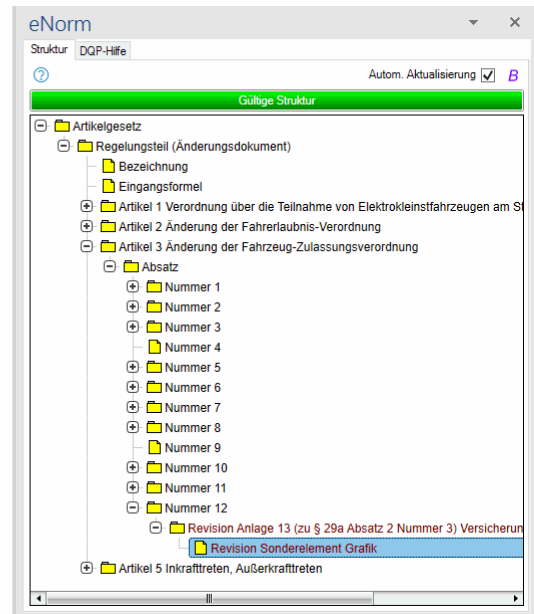 eNorm
Struktur DQP-Hilfe
Autom. Aktualisierung B
Gültige Struktur
Artikelgesetz
Regelungsteil (Änderungsdokument)
Bezeichnung
Eingangsformel
Artikel 1 Verordnung über die Teilnahme von Elektrokleinstfahrzeugen am St
Artikel 2 Änderung der Fahrerlaubnis-Verordnung
Artikel 3 Änderung der Fahrzeug-Zulassungsverordnung
Absatz
Nummer 1
Nummer 2
Nummer 3
Nummer 4
Nummer 5
Nummer 6
Nummer 7
Nummer 8
Nummer 9
Nummer 10
Nummer 11
Nummer 12
Revision Anlage 13 (zu § 29a Absatz 2 Nummer 3) Versicherun
Revision Sonderelement Grafik
Artikel 5 Inkrafttreten, Außerkrafttreten